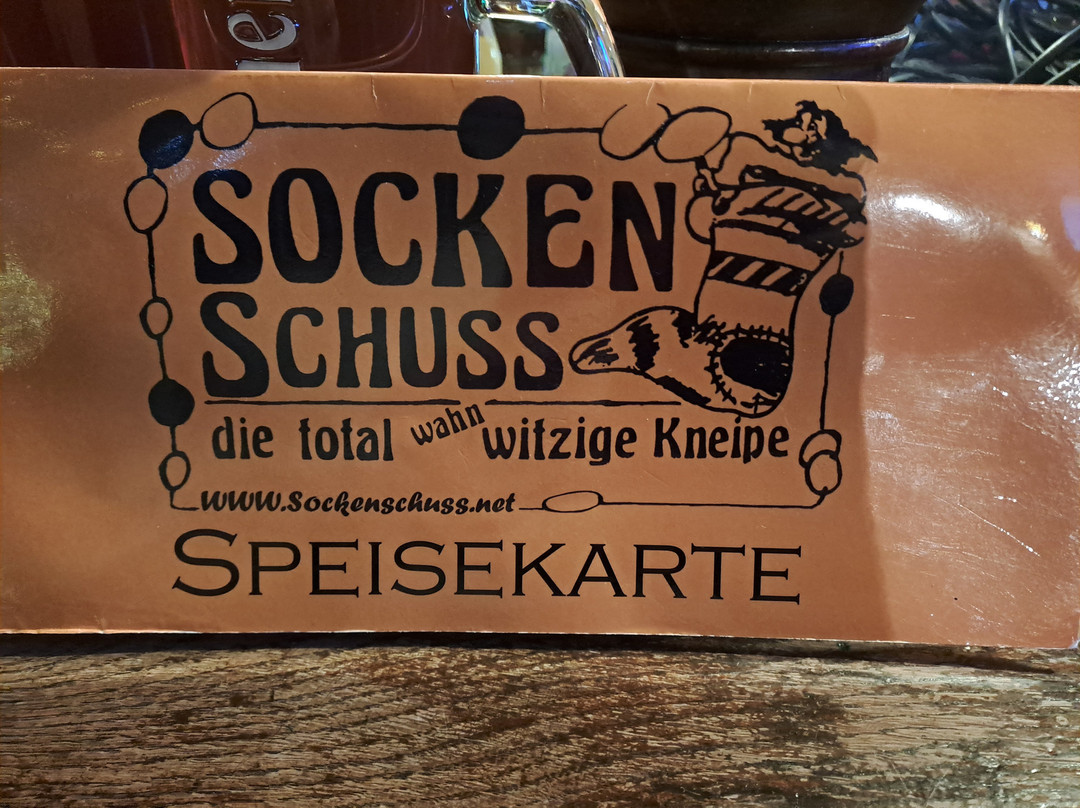 SOCKEN
SCHUSS
die total wahn witzige Kneipe
www.Sockenschuss.net
SPEISEKARTE